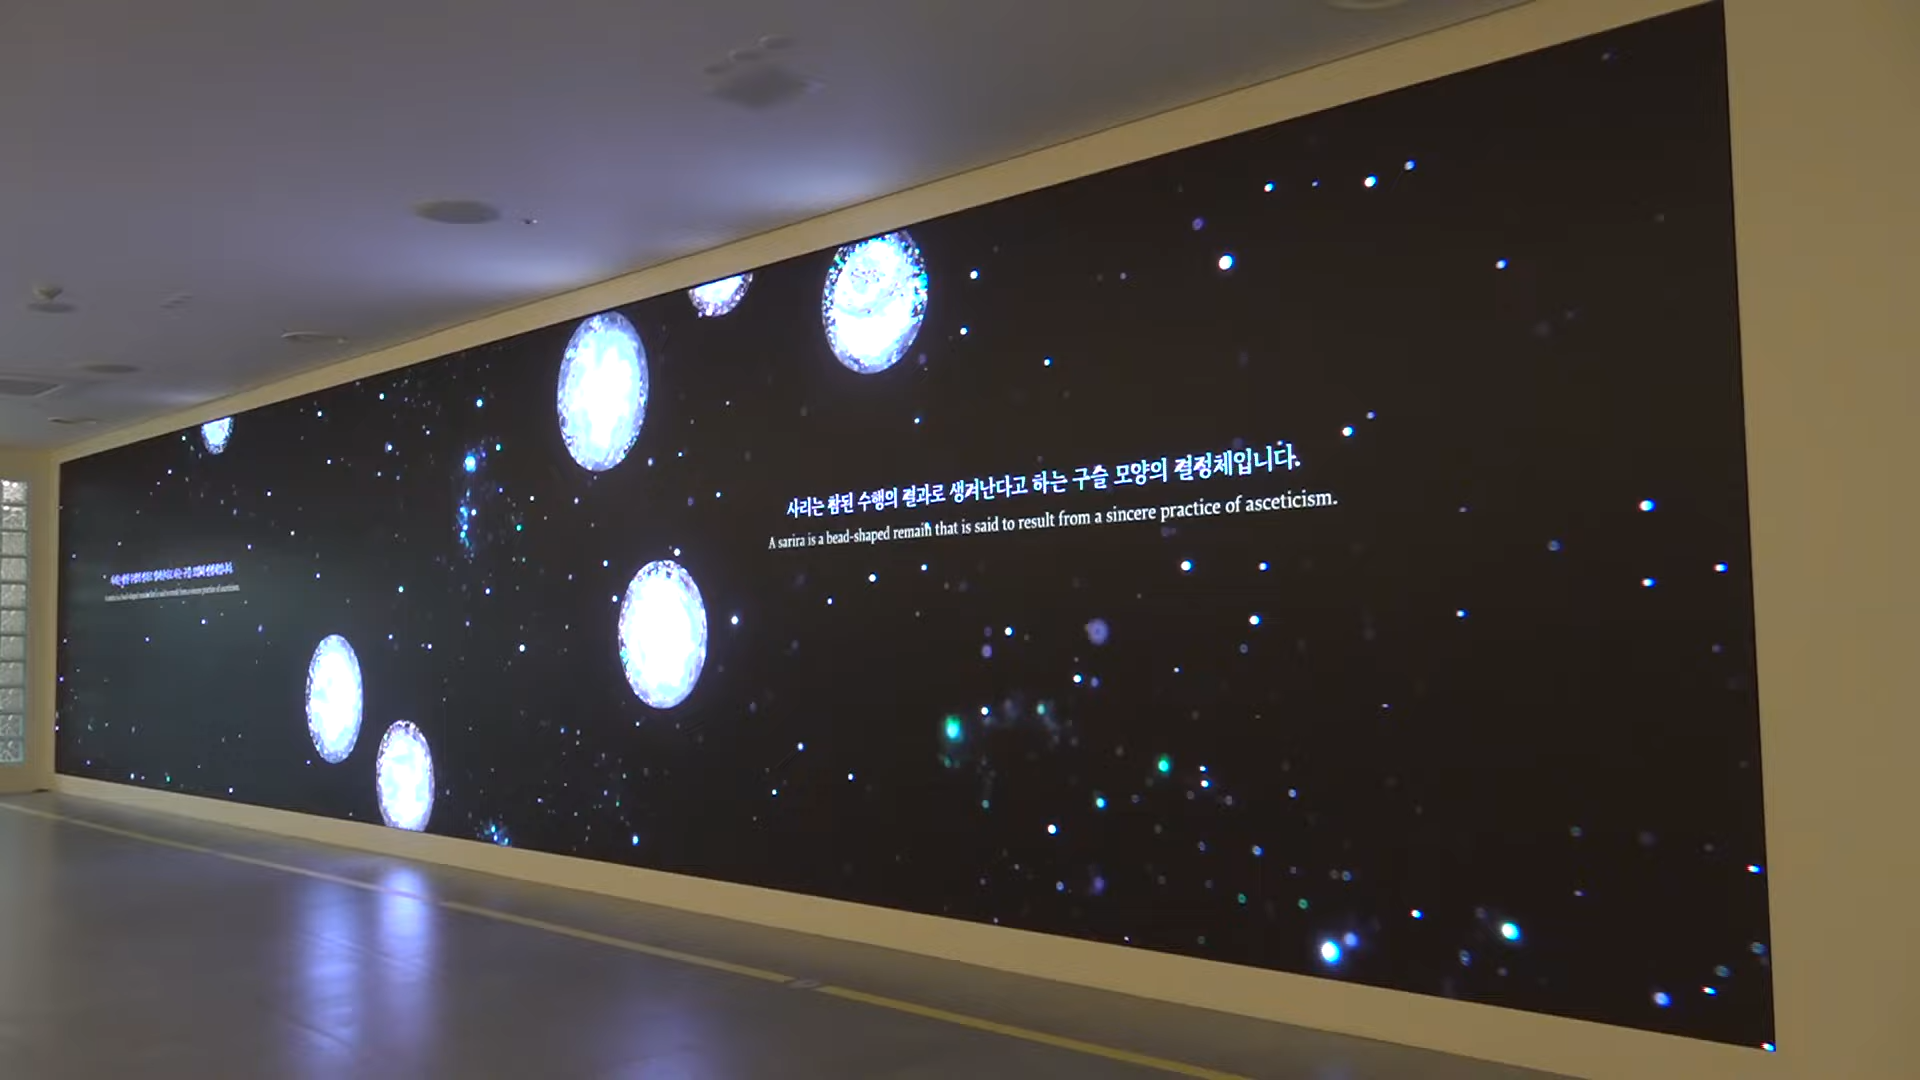 사리는 참된 수행의 결과로 생겨난다고 하는 구슬 모양의 결정체입니다.
A sarira is a bead-shaped remain that is said to result from a sincere practice of asceticism.